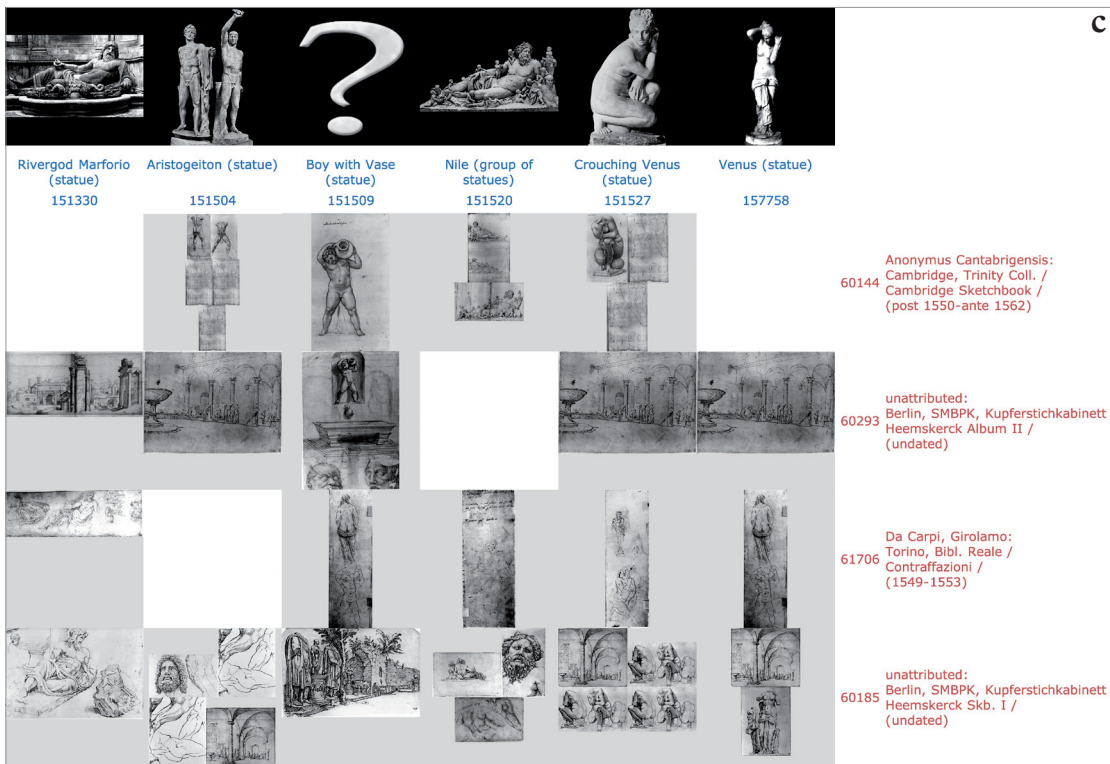 c
?
Rivergod Marforio
(statue)
151330
Aristogeiton (statue)
151504
Boy with Vase
(statue)
151509
Nile (group of
statues)
151520
Crouching Venus
(statue)
151527
Venus (statue)
157758
60144
Anonymus Cantabrigensis:
Cambridge, Trinity Coll. /
Cambridge Sketchbook /
(post 1550-ante 1562)
60293
unattributed:
Berlin, SMBPK, Kupferstichkabinett
Heemskerck Album II /
(undated)
61706
Da Carpi, Girolamo:
Torino, Bibl. Reale /
Contraffazioni /
(1549-1553)
60185
unattributed:
Berlin, SMBPK, Kupferstichkabinett
Heemskerck Skb. I /
(undated)